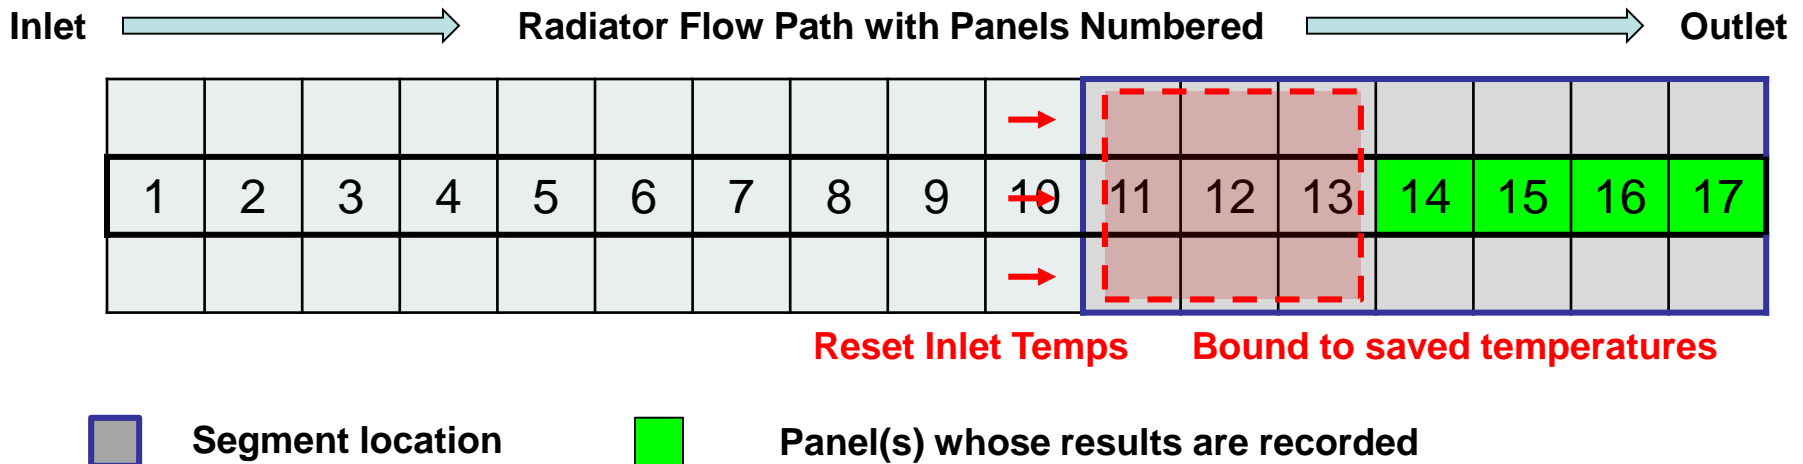 Inlet Radiator Flow Path with Panels Numbered Outlet
1 2 3 4 5 6 7 8 9 10 11 12 13 14 15 16 17
Reset Inlet Temps Bound to saved temperatures
Segment location Panel(s) whose results are recorded